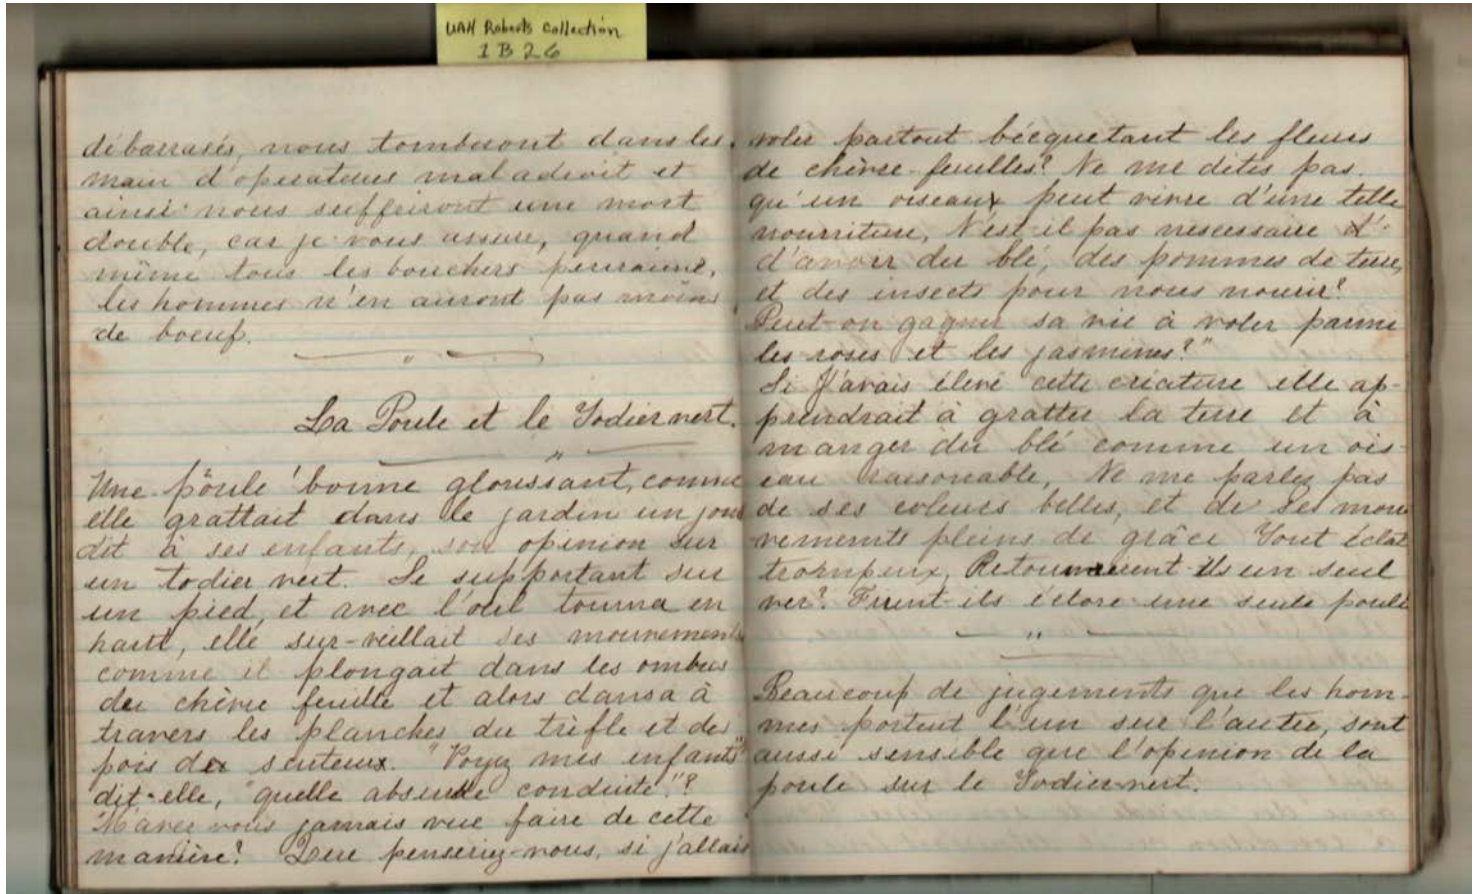 UAH Roberts Collection
1B26
débarrasés, nous tomberont dans les
main d'operateurs maladroit et
ainsi nous suffriront une mort
double, car je vous assure, quand
même tous les bouchers periraient,
les hommes n'en auront pas moins
de boeuf.
La Poule et le Todier vert.
Une poule bonne gloussant, comme
elle grattait dans le jardin un jour
dit à ses enfants, son opinion sur
un todier vert. Se supportant sur
un pied, et avec l'oeil tourna en
haut, elle sur-veillait ses mouvements
comme il plongait dans les ombres
du chèvre feuille et alors dansa à
travers les planches du trèfle et des
pois de senteur. "Voyez mes enfants"
dit-elle, "quelle absurde conduite."?
M'avez vous jamais vue faire de cette
manière? Que penseriez-vous, si j'allais
voler partout bécquetant les fleurs
de chèvre-feuilles? Ne me dites pas
qu'un oiseau peut vivre d'une telle
nourriture, N'est-il pas nescessaire d'
d'avoir du blé, des pommes de terre,
et des insects pour nous nourir?
Peut-on gagner sa vie à voler parmi
les roses et les jasmines?"
Si j'avais élevé cette créature elle ap-
prendrait à gratter la terre et à
manger du blé comme un ois-
eau raisonable, Ne me parlez pas
de ses coleurs belles, et de ses mou
vements pleins de grâce Tout éclat
trompeux, Retournerent-ils un seul
ver? Firent-ils éclore une seule poule
Beaucoup de jugements que les hom-
mes portent l'un sur l'autre, sont
aussi sensible que l'opinion de la
poule sur le Todier vert.